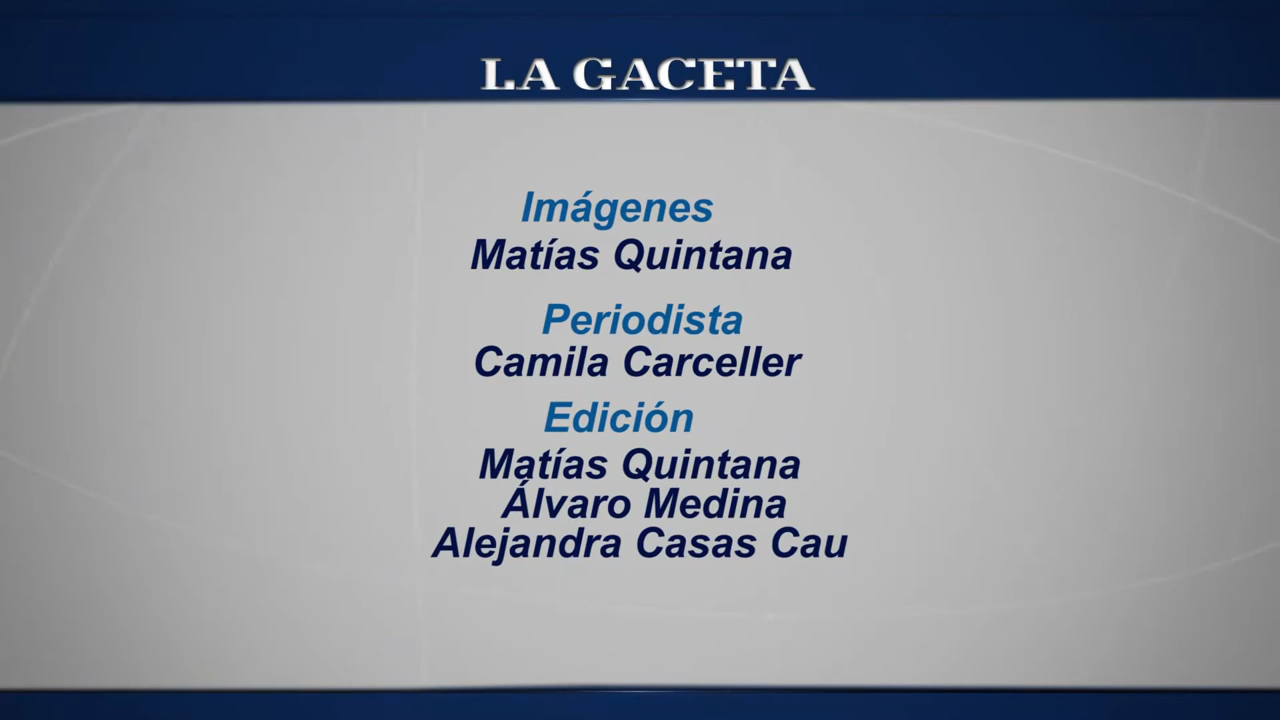 LA GACETA
Imágenes
Matías Quintana
Periodista
Camila Carceller
Edición
Matías Quintana
Álvaro Medina
Alejandra Casas Cau